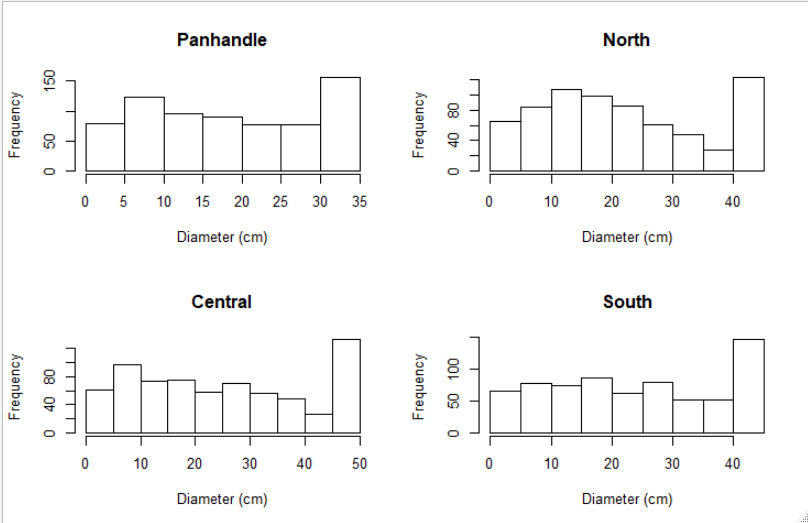 Panhandle
Frequency
150
50
0
0 5 10 15 20 25 30 35
Diameter (cm)
North
Frequency
80
40
0
0 10 20 30 40
Diameter (cm)
Central
Frequency
80
40
0
0 10 20 30 40 50
Diameter (cm)
South
Frequency
100
50
0
0 10 20 30 40
Diameter (cm)